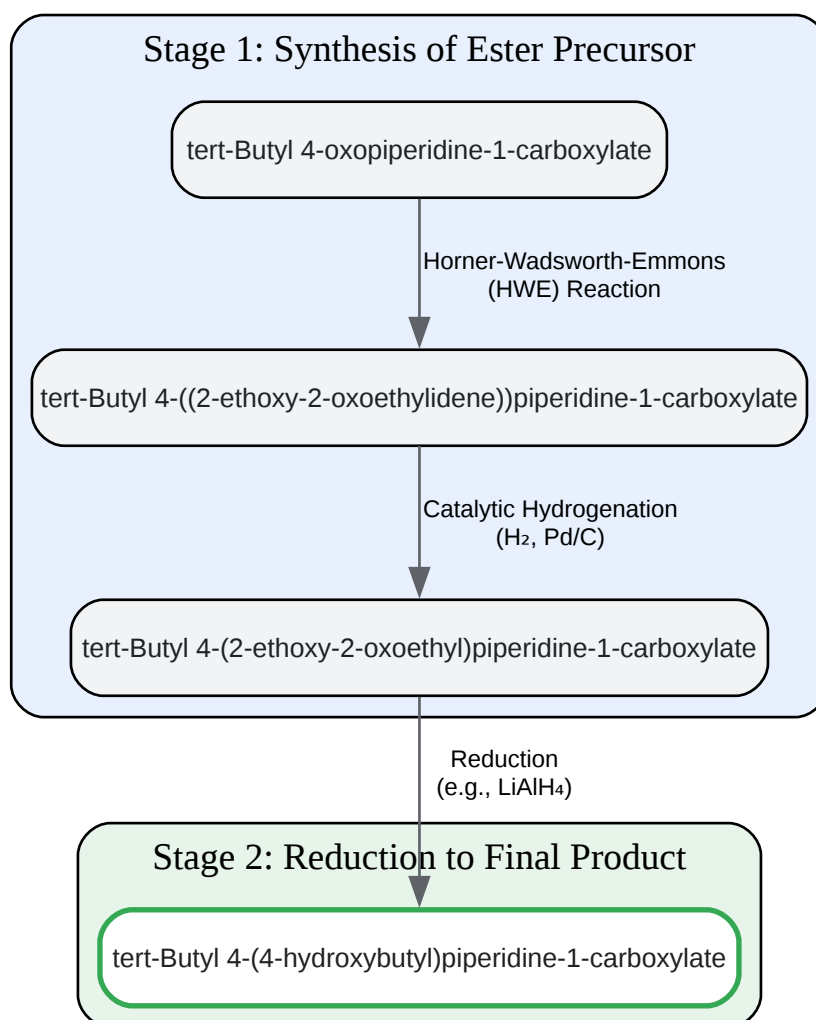 Stage 1: Synthesis of Ester Precursor
tert-Butyl 4-oxopiperidine-1-carboxylate
Horner-Wadsworth-Emmons
(HWE) Reaction
tert-Butyl 4-((2-ethoxy-2-oxoethylidene))piperidine-1-carboxylate
Catalytic Hydrogenation
(H₂, Pd/C)
tert-Butyl 4-(2-ethoxy-2-oxoethyl)piperidine-1-carboxylate
Reduction
(e.g., LiAlH₄)
Stage 2: Reduction to Final Product
tert-Butyl 4-(4-hydroxybutyl)piperidine-1-carboxylate